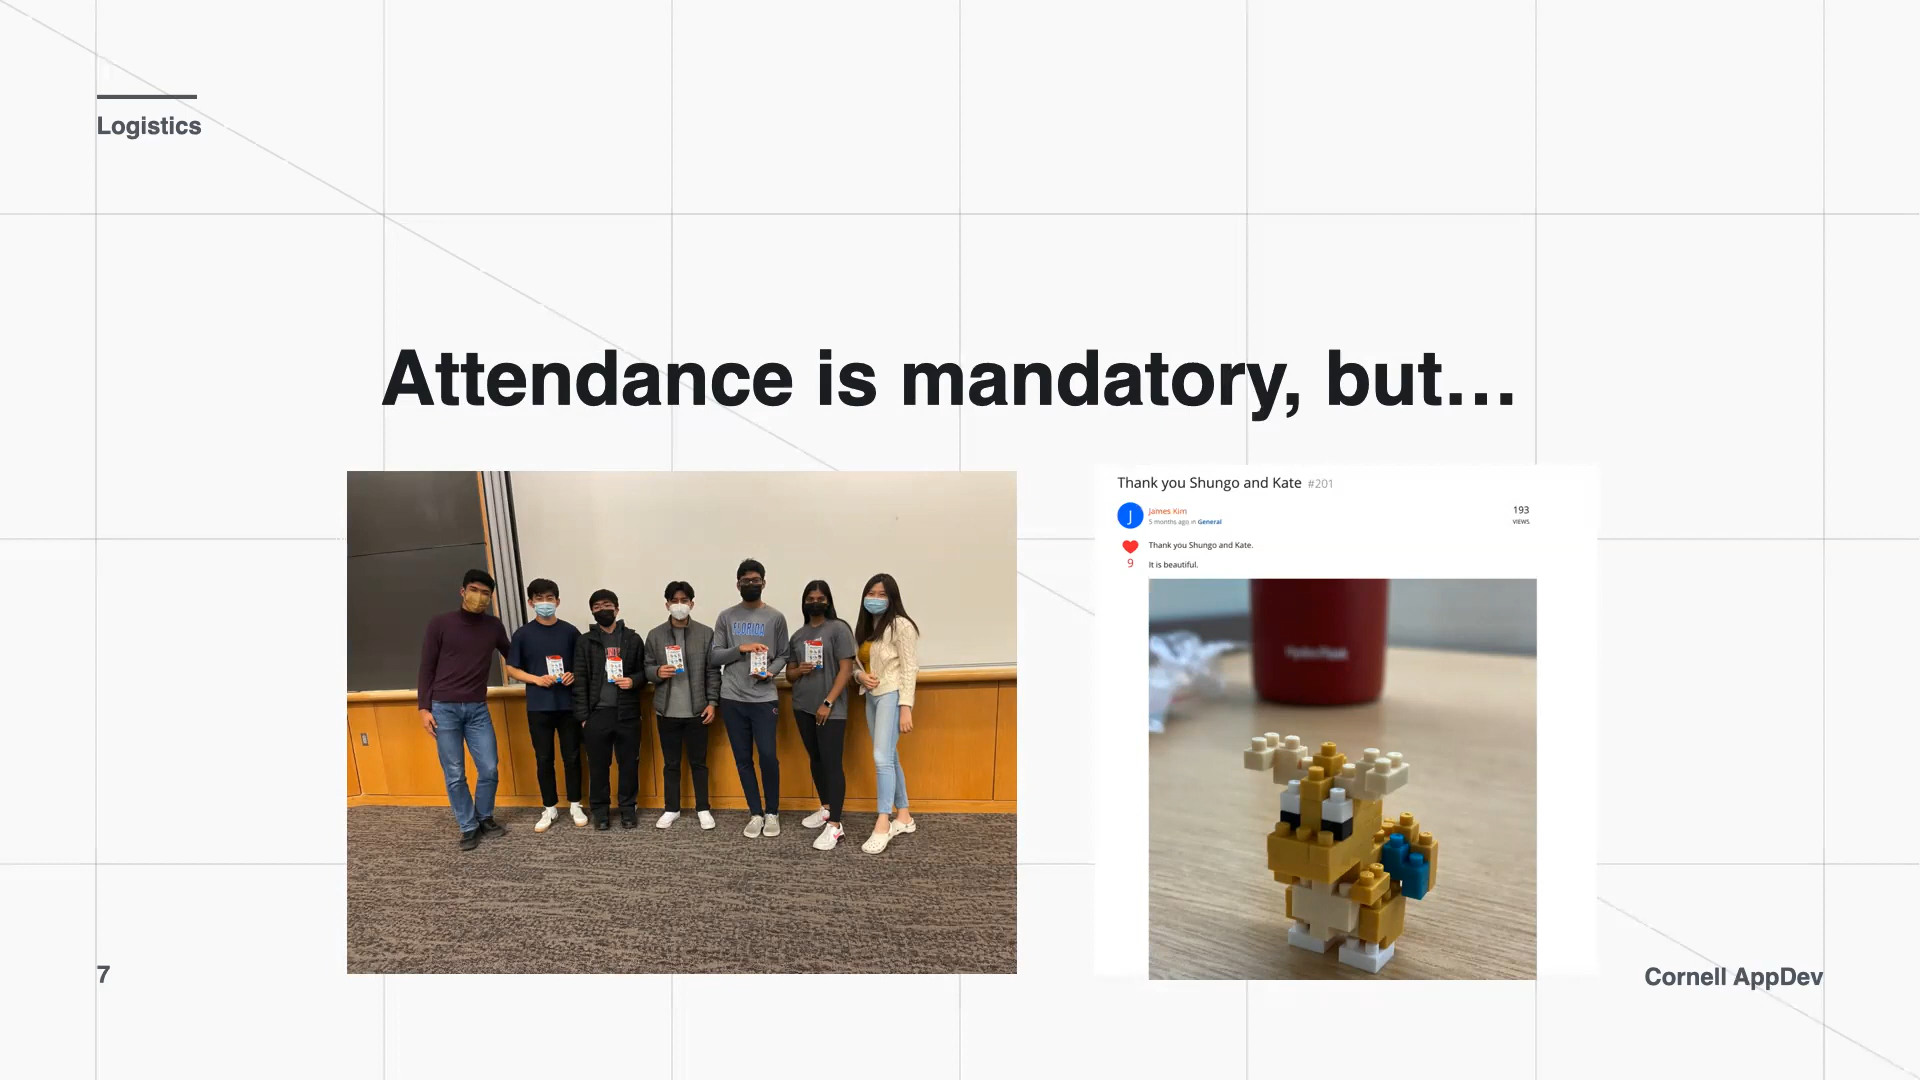 Logistics
Attendance is mandatory, but...
Thank you Shungo and Kate #201
J
James Kim
5 months ago in General
193
VIEWS
Thank you Shungo and Kate.
9
It is beautiful.
FLORIDA
7
Cornell AppDev